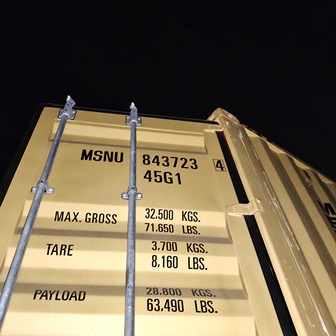 MSNU 843723 4
45G1
MAX. GROSS 32.500 KGS.
71.650 LBS.
TARE 3.700 KGS.
8,160 LBS.
PAYLOAD 28.800 KGS.
63.490 LBS.